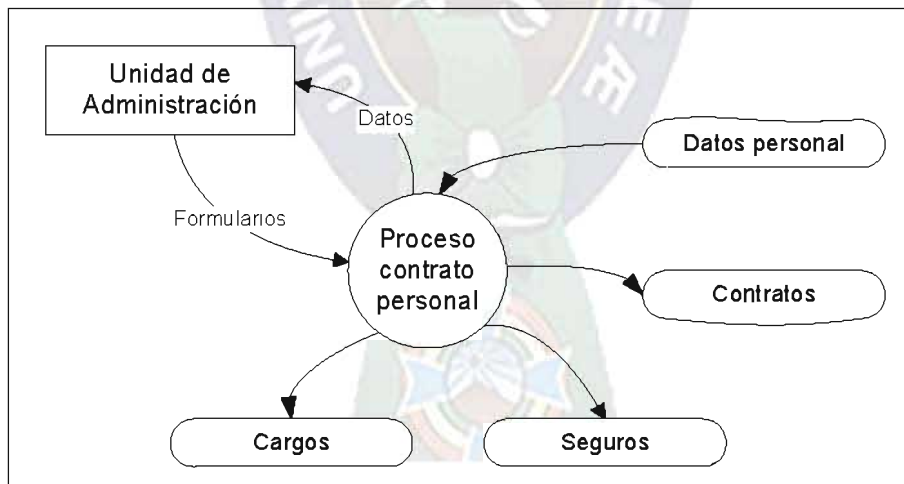 Unidad de
Administración
Datos
Datos personal
Formularios
Proceso
contrato
personal
Contratos
Cargos
Seguros